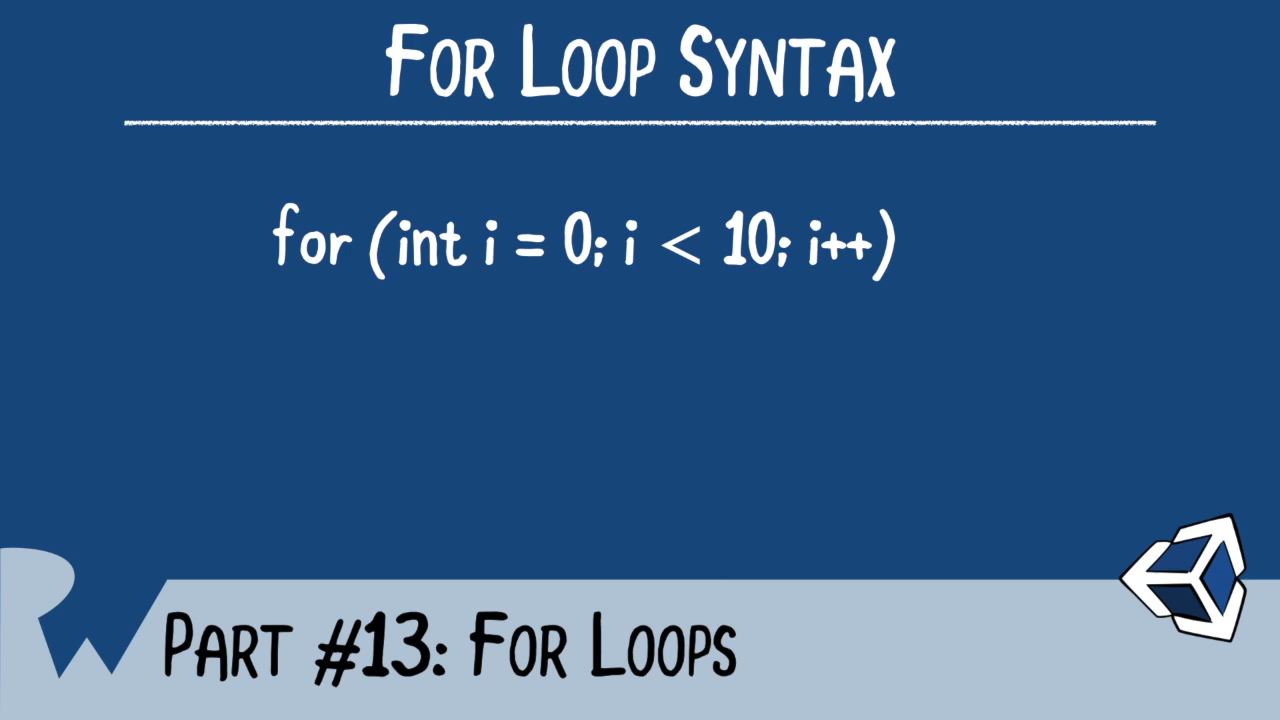 For Loop Syntax
for (int i = 0; i < 10; i++)
Part #13: For Loops